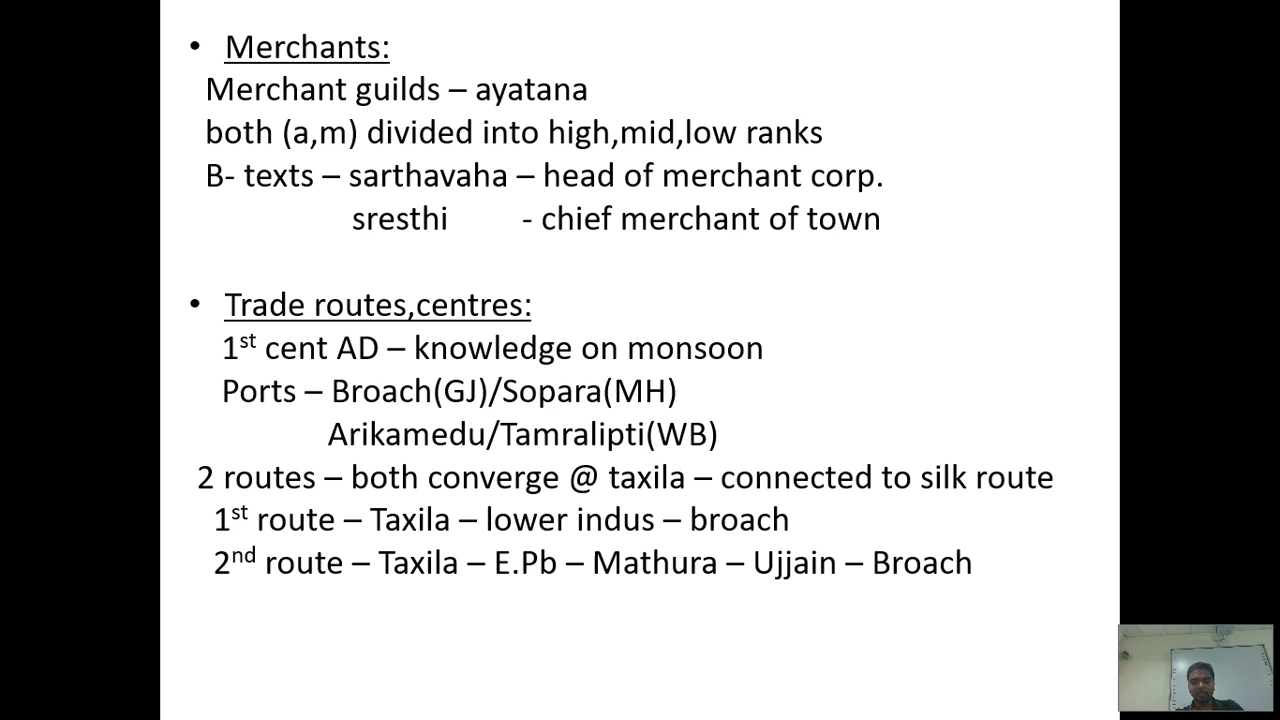 • Merchants:
Merchant guilds – ayatana
both (a,m) divided into high,mid,low ranks
B- texts – sarthavaha – head of merchant corp.
sresthi - chief merchant of town
• Trade routes,centres:
1st cent AD – knowledge on monsoon
Ports – Broach(GJ)/Sopara(MH)
Arikamedu/Tamralipti(WB)
2 routes – both converge @ taxila – connected to silk route
1st route – Taxila – lower indus – broach
2nd route – Taxila – E.Pb – Mathura – Ujjain – Broach